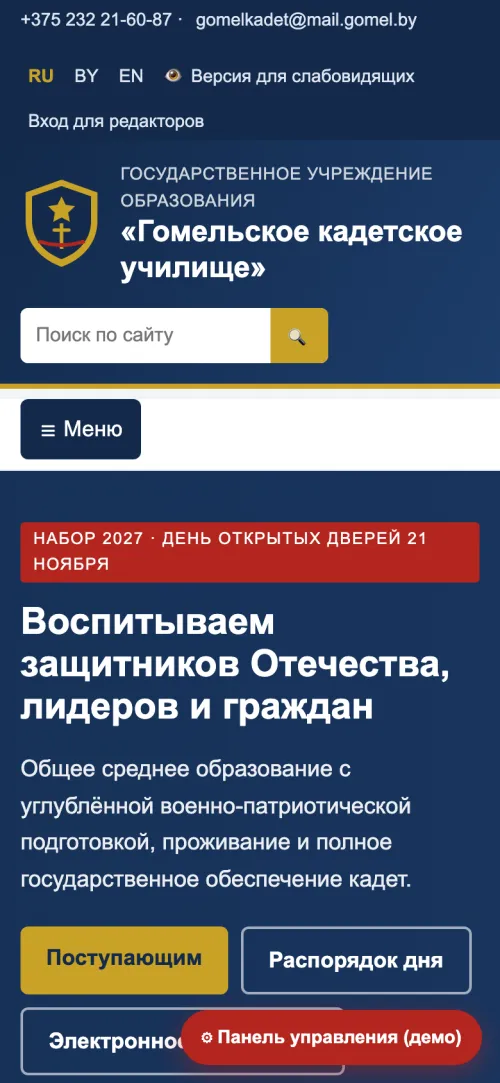 +375 232 21-60-87 · gomelkadet@mail.gomel.by
RU BY EN Версия для слабовидящих
Вход для редакторов
ГОСУДАРСТВЕННОЕ УЧРЕЖДЕНИЕ
ОБРАЗОВАНИЯ
«Гомельское кадетское
училище»
Поиск по сайту
≡ Меню
НАБОР 2027 · ДЕНЬ ОТКРЫТЫХ ДВЕРЕЙ 21
НОЯБРЯ
Воспитываем
защитников Отечества,
лидеров и граждан
Общее среднее образование с
углублённой военно-патриотической
подготовкой, проживание и полное
государственное обеспечение кадет.
Поступающим
Распорядок дня
Панель управления (демо)